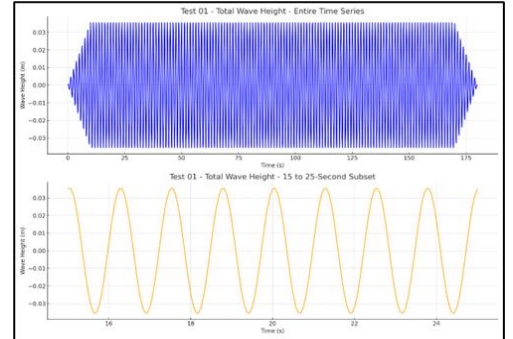 Test 01 - Total Wave Height - Entire Time Series
Wave Height (m)
0.03
0.02
0.01
0.00
−0.01
−0.02
−0.03
0 25 50 75 100 125 150 175
Time (s)
Test 01 - Total Wave Height - 15 to 25-Second Subset
Wave Height (m)
0.03
0.02
0.01
0.00
−0.01
−0.02
−0.03
16 18 20 22 24
Time (s)